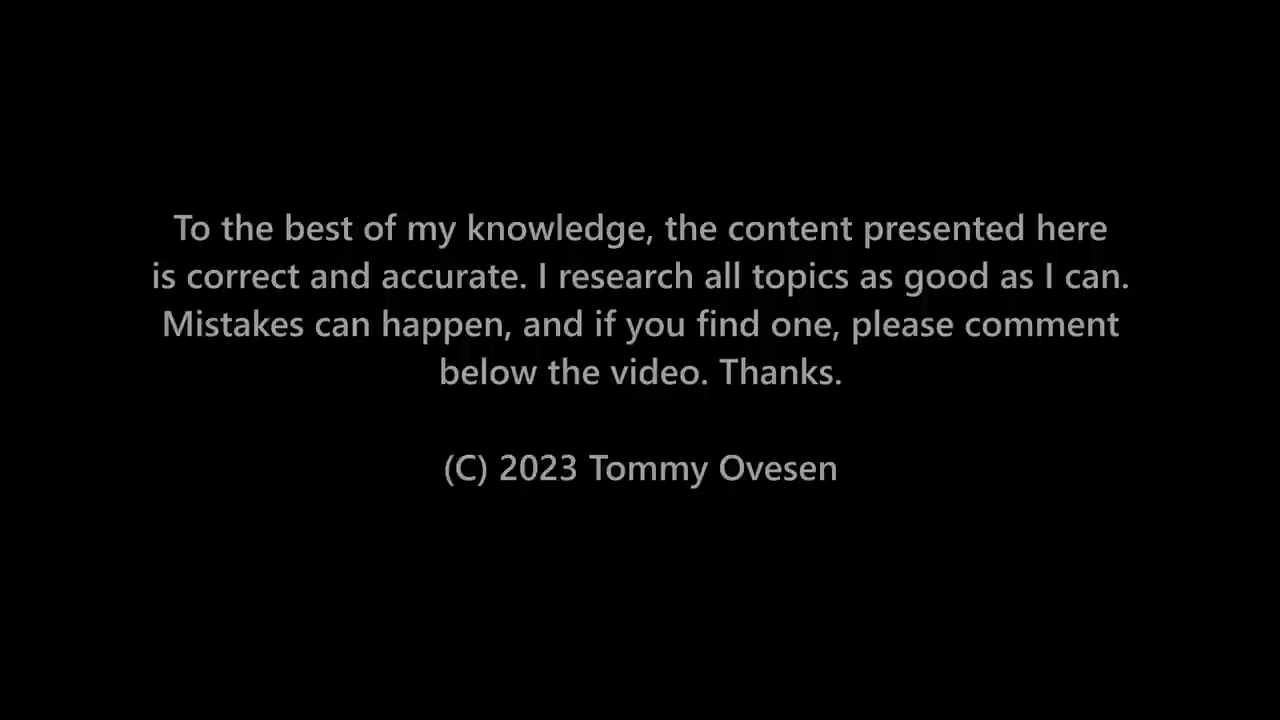 To the best of my knowledge, the content presented here
is correct and accurate. I research all topics as good as I can.
Mistakes can happen, and if you find one, please comment
below the video. Thanks.
(C) 2023 Tommy Ovesen